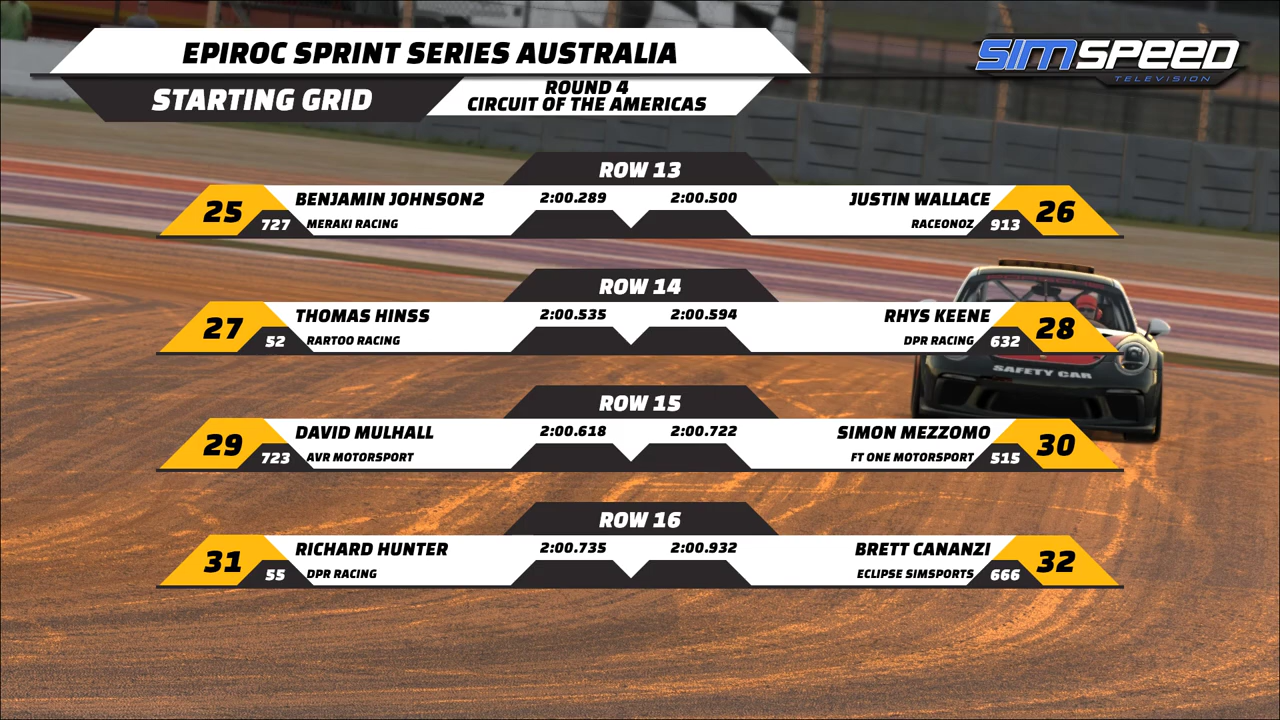 EPIROC SPRINT SERIES AUSTRALIA
STARTING GRID
ROUND 4
CIRCUIT OF THE AMERICAS
SIMSPEED
TELEVISION
ROW 13
25 BENJAMIN JOHNSON2 2:00.289 2:00.500 JUSTIN WALLACE 26
727 MERAKI RACING RACEONOZ 913
ROW 14
27 THOMAS HINSS 2:00.535 2:00.594 RHYS KEENE 28
52 RARTOO RACING DPR RACING 632
SAFETY CAR
ROW 15
29 DAVID MULHALL 2:00.618 2:00.722 SIMON MEZZOMO 30
723 AVR MOTORSPORT FT ONE MOTORSPORT 515
ROW 16
31 RICHARD HUNTER 2:00.735 2:00.932 BRETT CANANZI 32
55 DPR RACING ECLIPSE SIMSPORTS 666